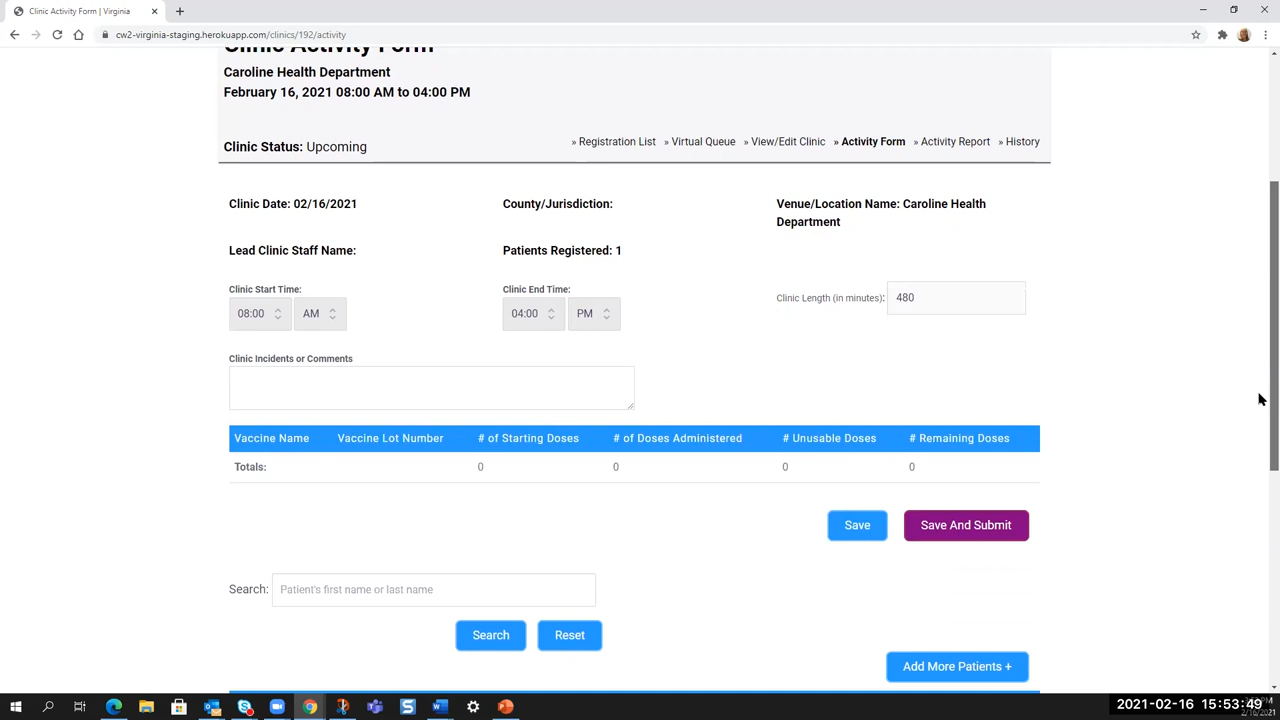 Clinic Activity Form | Virginia
cw2-virginia-staging.herokuapp.com/clinics/192/activity
Clinic Activity Form
Caroline Health Department
February 16, 2021 08:00 AM to 04:00 PM
Clinic Status: Upcoming
» Registration List » Virtual Queue » View/Edit Clinic » Activity Form » Activity Report » History
Clinic Date: 02/16/2021 County/Jurisdiction: Venue/Location Name: Caroline Health
Department
Lead Clinic Staff Name: Patients Registered: 1
Clinic Start Time: Clinic End Time:
Clinic Length (in minutes): 480
08:00 AM 04:00 PM
Clinic Incidents or Comments
Vaccine Name Vaccine Lot Number # of Starting Doses # of Doses Administered # Unusable Doses # Remaining Doses
Totals: 0 0 0 0
Save Save And Submit
Search: Patient's first name or last name
Search Reset
Add More Patients +
2021-02-16 15:53:49